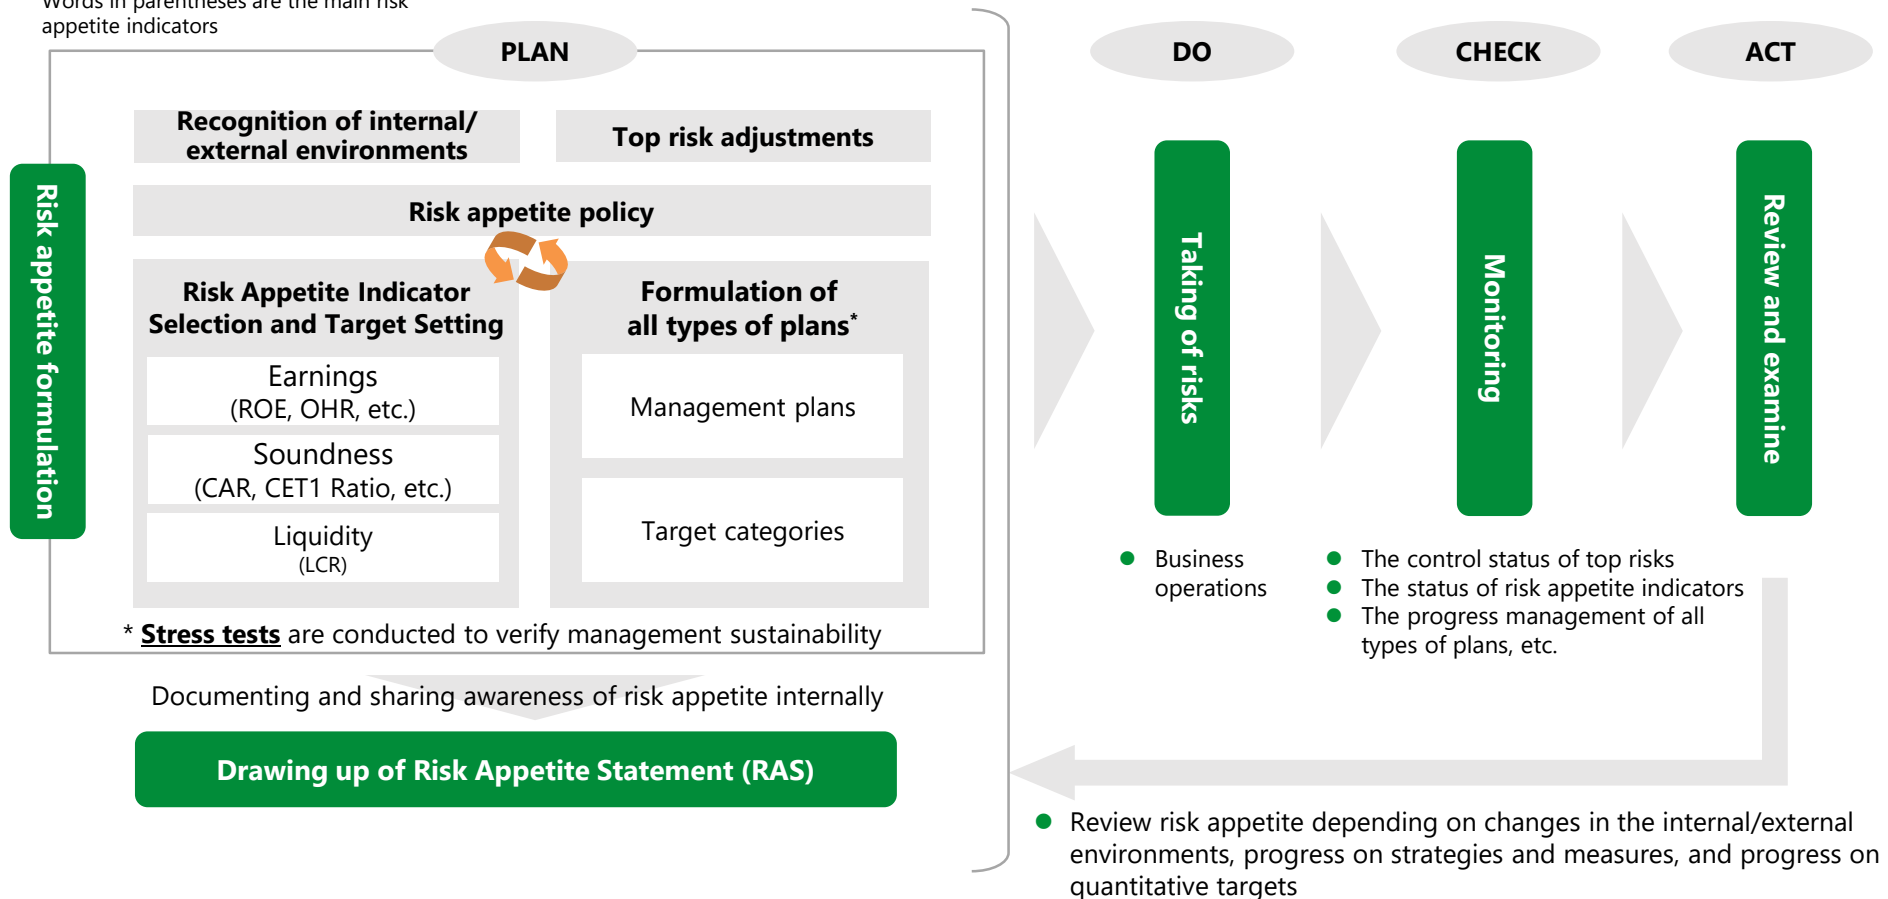 Words in parentheses are the main risk
appetite indicators
PLAN
Recognition of internal/
external environments
Top risk adjustments
Risk appetite policy
Risk appetite formulation
Risk Appetite Indicator
Selection and Target Setting
Earnings
(ROE, OHR, etc.)
Soundness
(CAR, CET1 Ratio, etc.)
Liquidity
(LCR)
Formulation of
all types of plans*
Management plans
Target categories
* Stress tests are conducted to verify management sustainability
Documenting and sharing awareness of risk appetite internally
Drawing up of Risk Appetite Statement (RAS)
DO
Taking of risks
● Business
operations
CHECK
Monitoring
● The control status of top risks
● The status of risk appetite indicators
● The progress management of all
types of plans, etc.
ACT
Review and examine
● Review risk appetite depending on changes in the internal/external
environments, progress on strategies and measures, and progress on
quantitative targets